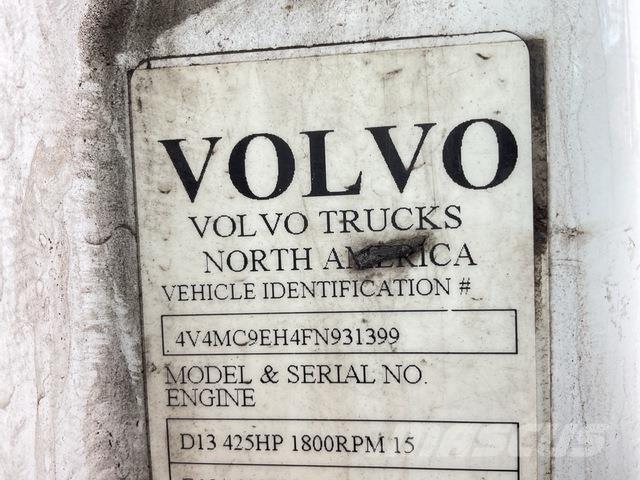 VOLVO
VOLVO TRUCKS
NORTH AMERICA
VEHICLE IDENTIFICATION #
4V4MC9EH4FN931399
MODEL & SERIAL NO.
ENGINE
D13 425HP 1800RPM 15